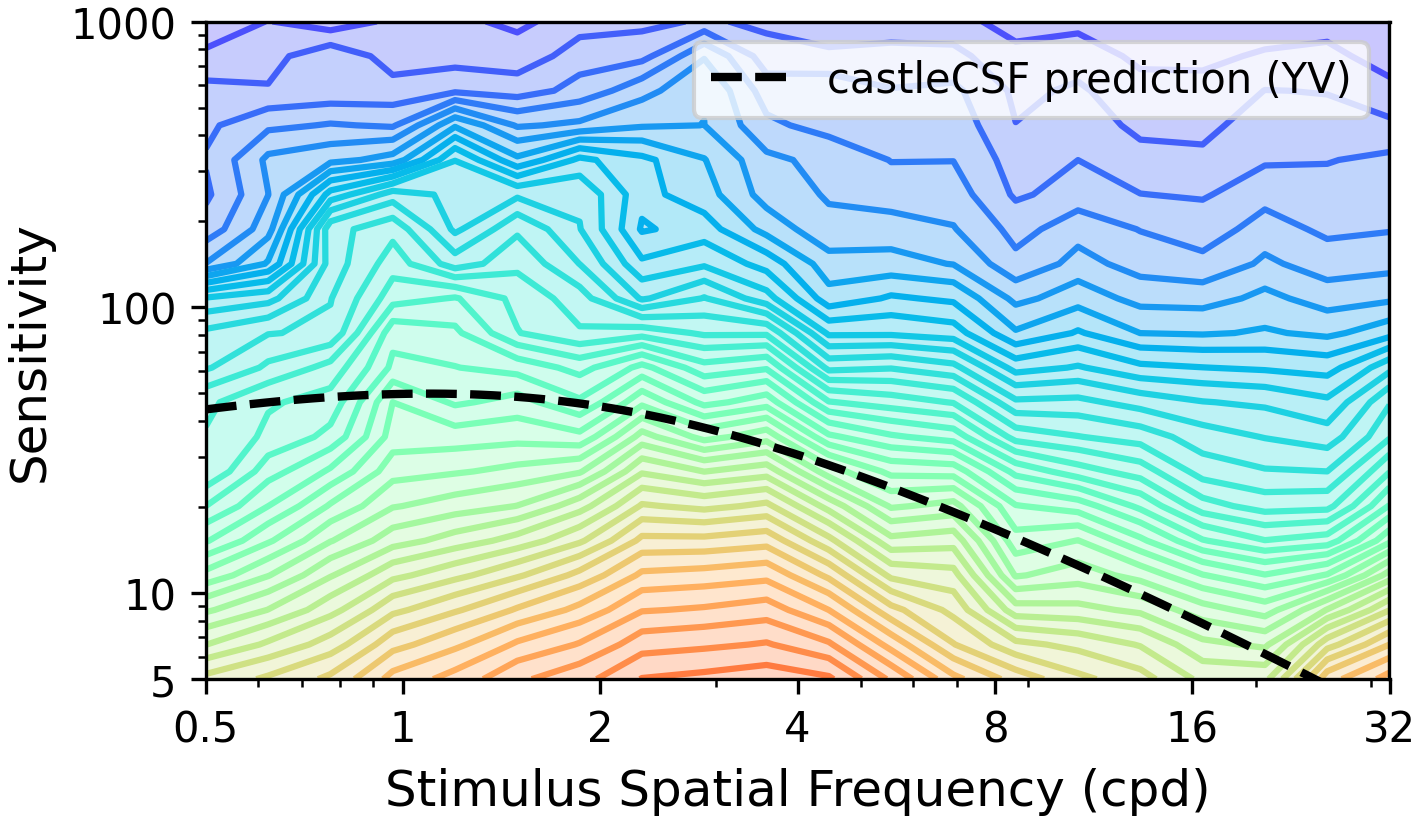 1000
100
10
5
Sensitivity
castleCSF prediction (YV)
0.5 1 2 4 8 16 32
Stimulus Spatial Frequency (cpd)